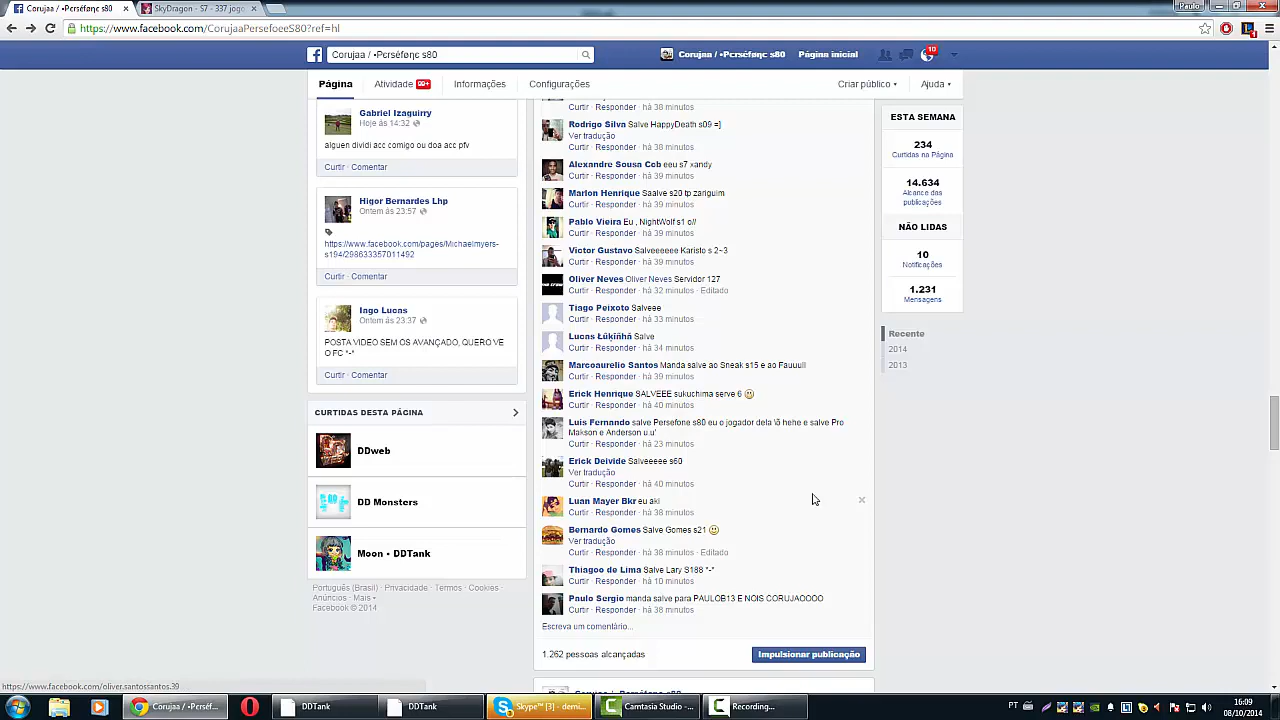 Corujaa / •Pєrséf
SkyDragon - S7 - 337 jogo
Paulo
https://www.facebook.com/CorujaaPersefoeeS80?ref=hl
Página inicial
10
Página
Atividade
Informações
Configurações
Criar público
Ajuda
Gabriel Izaguirry
Hoje às 14:32
alguen dividi acc comigo ou doa acc pfv
Curtir · Comentar
Higor Bernardes Lhp
Ontem às 23:57
https://www.facebook.com/pages/Michaelmyers-
s194/298633357011492
Curtir · Comentar
Ingo Lucas
Ontem às 23:37
POSTA VIDEO SEM OS AVANÇADO, QUERO VE
O FC *-*
Curtir · Comentar
CURTIDAS DESTA PÁGINA
DDweb
DD Monsters
Moon • DDTank
Português (Brasil) · Privacidade · Termos · Cookies ·
Anúncios · Mais
Facebook © 2014
Curtir · Responder · há 38 minutos
Rodrigo Silva Salve HappyDeath s09 =]
Ver tradução
Curtir · Responder · há 38 minutos
Alexandre Sousa Ceb eeu s7 xandy
Curtir · Responder · há 39 minutos
Marlon Henrique Saalve s20 tp zariguim
Curtir · Responder · há 39 minutos
Pablo Vieira Eu , NightWolf s1 o//
Curtir · Responder · há 39 minutos
Victor Gustavo Salveeeeee Karisto s 2~3
Curtir · Responder · há 39 minutos
Oliver Neves Oliver Neves Servidor 127
Curtir · Responder · há 32 minutos · Editado
Tiago Peixoto Salveee
Curtir · Responder · há 33 minutos
Lucas Salve
Curtir · Responder · há 34 minutos
Marcoaurelio Santos Manda salve ao Sneak s15 e ao Fauuull
Curtir · Responder · há 39 minutos
Erick Henrique SALVEEE sukuchima serve 6
Curtir · Responder · há 40 minutos
Luis Fernando salve Persefone s80 eu o jogador dela \õ hehe e salve Pro
Makson e Anderson u.u'
Curtir · Responder · há 23 minutos
Erick Deivide Salveeeee s60
Ver tradução
Curtir · Responder · há 40 minutos
Luan Mayer Bkr eu aki
Curtir · Responder · há 38 minutos
Bernardo Gomes Salve Gomes s21
Ver tradução
Curtir · Responder · há 38 minutos · Editado
Thiagoo de Lima Salve Lary S188 *-*
Curtir · Responder · há 10 minutos
Paulo Sergio manda salve para PAULOB13 E NOIS CORUJAOOOO
Curtir · Responder · há 38 minutos
Escreva um comentário...
1.262 pessoas alcançadas
Impulsionar publicação
ESTA SEMANA
234
Curtidas na Página
14.634
Alcance das
publicações
NÃO LIDAS
10
Notificações
1.231
Mensagens
Recente
2014
2013
https://www.facebook.com/oliver.santossantos.39
DDTank
DDTank
Skype™ [3] - demi...
Camtasia Studio -...
Recording...
PT
16:09
08/10/2014